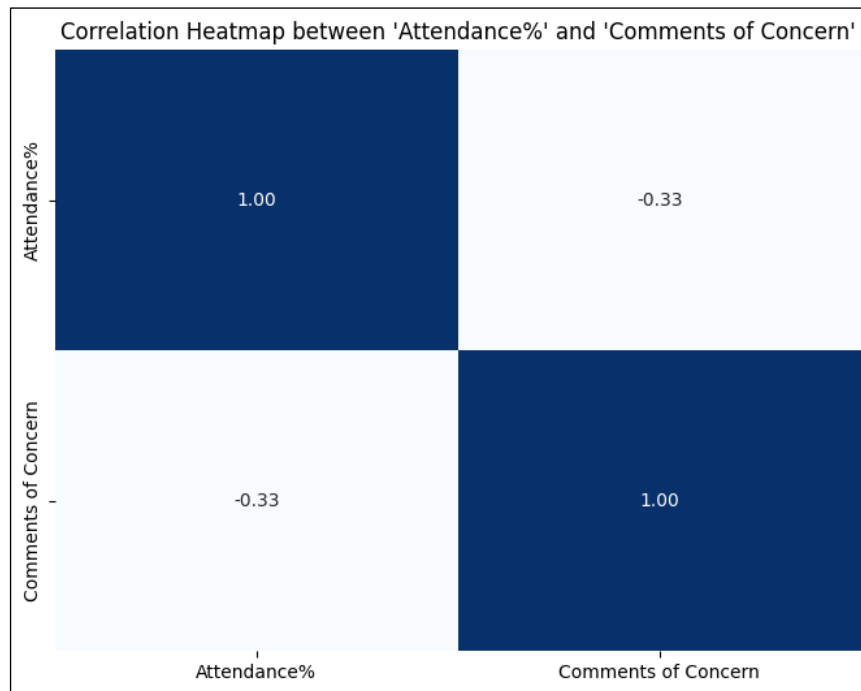 Correlation Heatmap between 'Attendance%' and 'Comments of Concern'
Attendance%
1.00
-0.33
Comments of Concern
-0.33
1.00
Attendance%
Comments of Concern